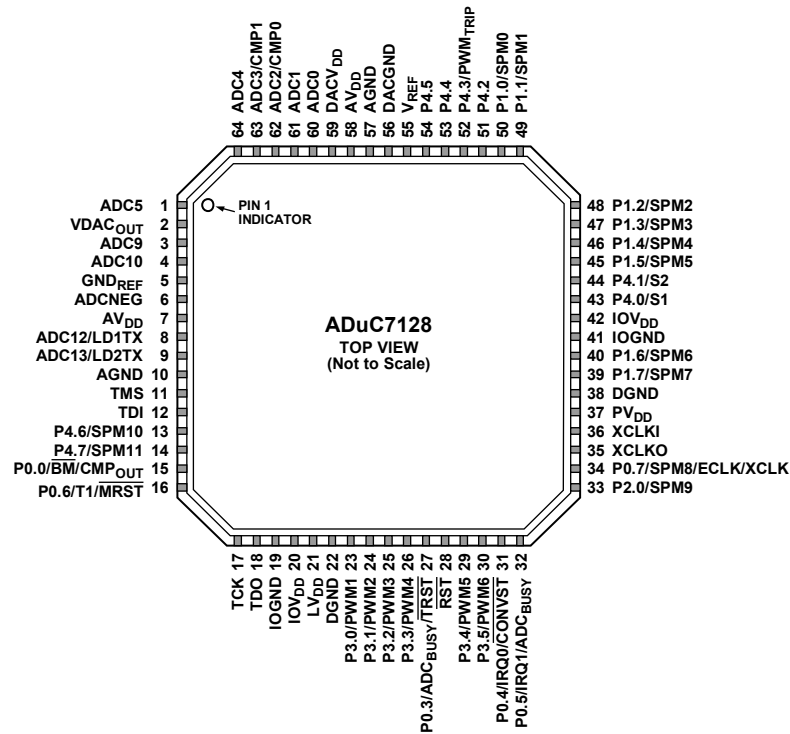 64 ADC4
63 ADC3/CMP1
62 ADC2/CMP0
61 ADC1
60 ADC0
59 DACVDD
58 AVDD
57 AGND
56 DACGND
55 VREF
54 P4.5
53 P4.4
52 P4.3/PWMTRIP
51 P4.2
50 P1.0/SPM0
49 P1.1/SPM1
ADC5 1
VDACOUT 2
ADC9 3
ADC10 4
GNDREF 5
ADCNEG 6
AVDD 7
ADC12/LD1TX 8
ADC13/LD2TX 9
AGND 10
TMS 11
TDI 12
P4.6/SPM10 13
P4.7/SPM11 14
P0.0/B̅M̅/CMPOUT 15
P0.6/T1/M̅R̅S̅T̅ 16
PIN 1
INDICATOR
ADuC7128
TOP VIEW
(Not to Scale)
48 P1.2/SPM2
47 P1.3/SPM3
46 P1.4/SPM4
45 P1.5/SPM5
44 P4.1/S2
43 P4.0/S1
42 IOVDD
41 IOGND
40 P1.6/SPM6
39 P1.7/SPM7
38 DGND
37 PVDD
36 XCLKI
35 XCLKO
34 P0.7/SPM8/ECLK/XCLK
33 P2.0/SPM9
TCK 17
TDO 18
IOGND 19
IOVDD 20
LVDD 21
DGND 22
P3.0/PWM1 23
P3.1/PWM2 24
P3.2/PWM3 25
P3.3/PWM4 26
P0.3/ADCBUSY/T̅R̅S̅T̅ 27
R̅S̅T̅ 28
P3.4/PWM5 29
P3.5/PWM6 30
P0.4/IRQ0/C̅O̅N̅V̅S̅T̅ 31
P0.5/IRQ1/ADCBUSY 32